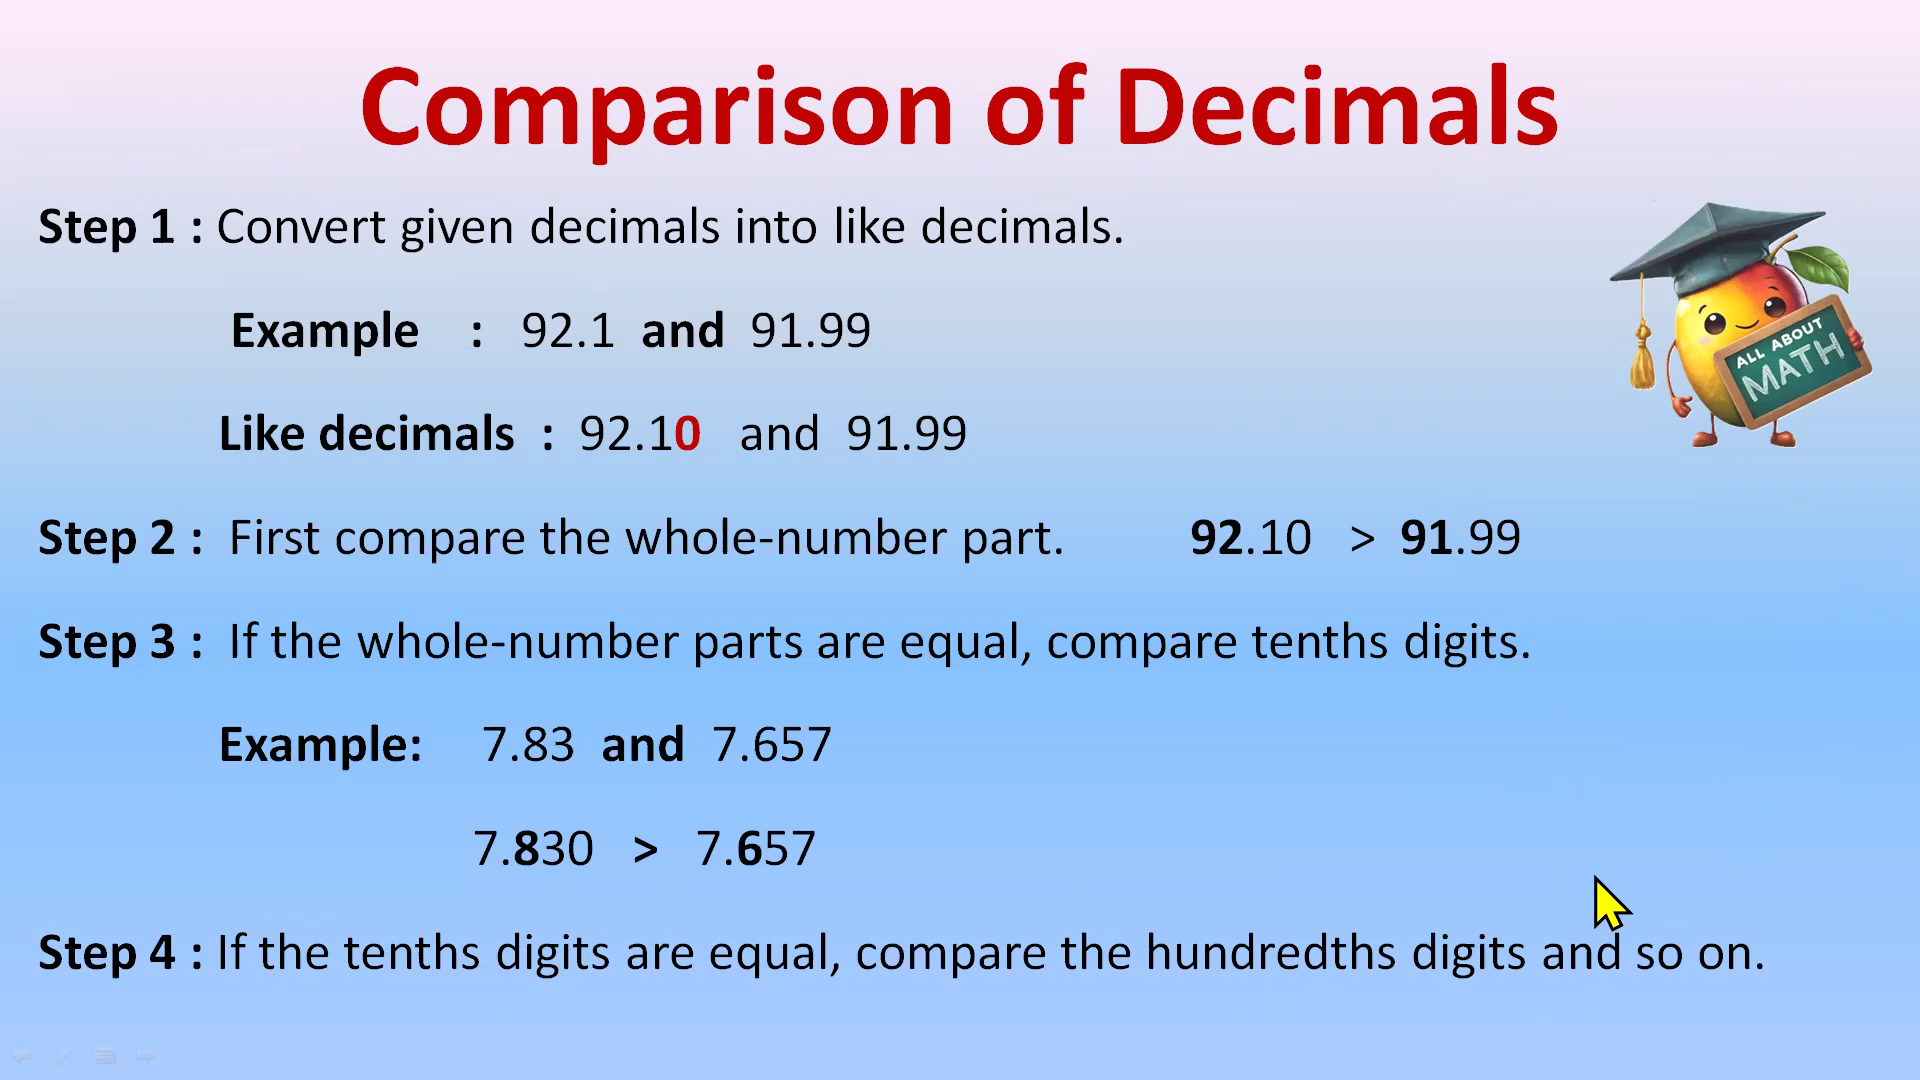 Comparison of Decimals
Step 1 : Convert given decimals into like decimals.
Example : 92.1 and 91.99
ALL ABOUT
MATH
Like decimals : 92.10 and 91.99
Step 2 : First compare the whole-number part. 92.10 > 91.99
Step 3 : If the whole-number parts are equal, compare tenths digits.
Example: 7.83 and 7.657
7.830 > 7.657
Step 4 : If the tenths digits are equal, compare the hundredths digits and so on.